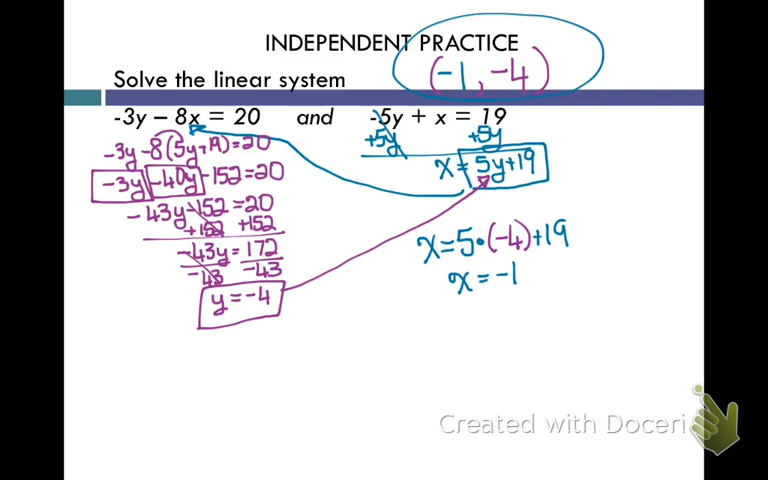 INDEPENDENT PRACTICE
Solve the linear system
(-1, -4)
-3y – 8x = 20 and -5y + x = 19
+5y +5y
x = 5y+19
-3y -8(5y+19)=20
-3y -40y -152 =20
-43y -152 =20
+152 +152
-43y = 172
-43 -43
y = -4
x = 5•(-4)+19
x = -1
Created with Doceri